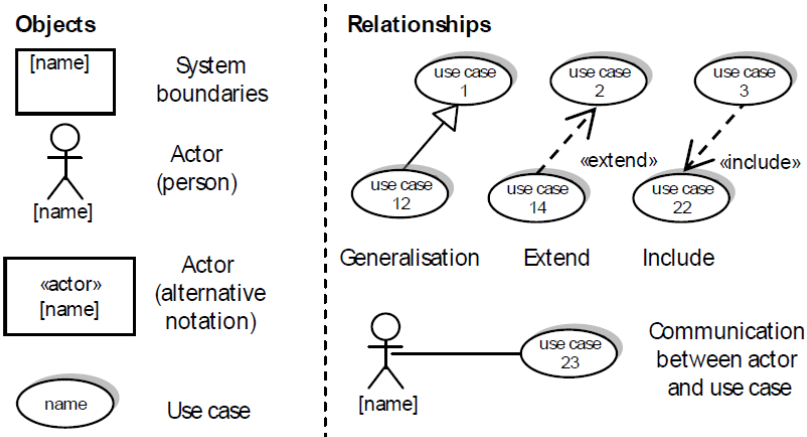 Objects
[name]
System
boundaries
Actor
(person)
[name]
«actor»
[name]
Actor
(alternative
notation)
name
Use case
Relationships
use case
1
use case
2
use case
3
«extend»
«include»
use case
12
use case
14
use case
22
Generalisation
Extend
Include
use case
23
[name]
Communication
between actor
and use case